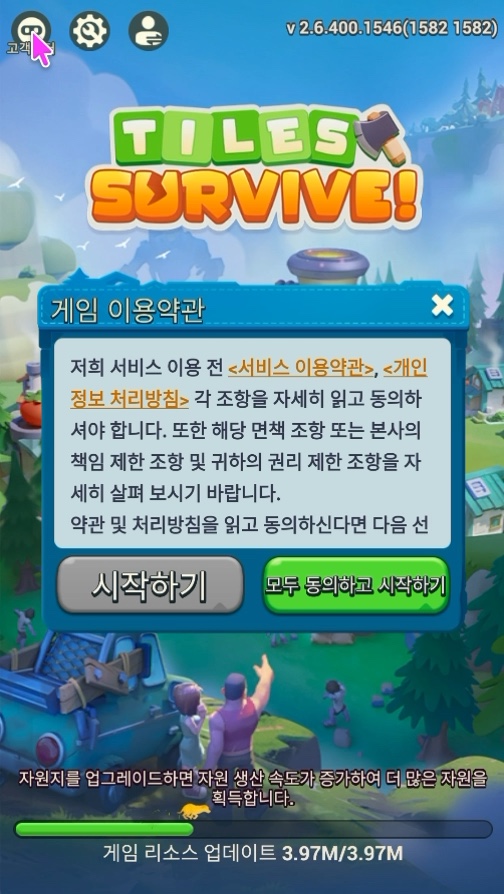 v 2.6.400.1546(1582 1582)
TILES
SURVIVE!
게임 이용약관
저희 서비스 이용 전 <서비스 이용약관>, <개인
정보 처리방침> 각 조항을 자세히 읽고 동의하
셔야 합니다. 또한 해당 면책 조항 또는 본사의
책임 제한 조항 및 귀하의 권리 제한 조항을 자
세히 살펴 보시기 바랍니다.
약관 및 처리방침을 읽고 동의하신다면 다음 선
시작하기
모두 동의하고 시작하기
자원지를 업그레이드하면 자원 생산 속도가 증가하여 더 많은 자원을
획득합니다.
게임 리소스 업데이트 3.97M/3.97M